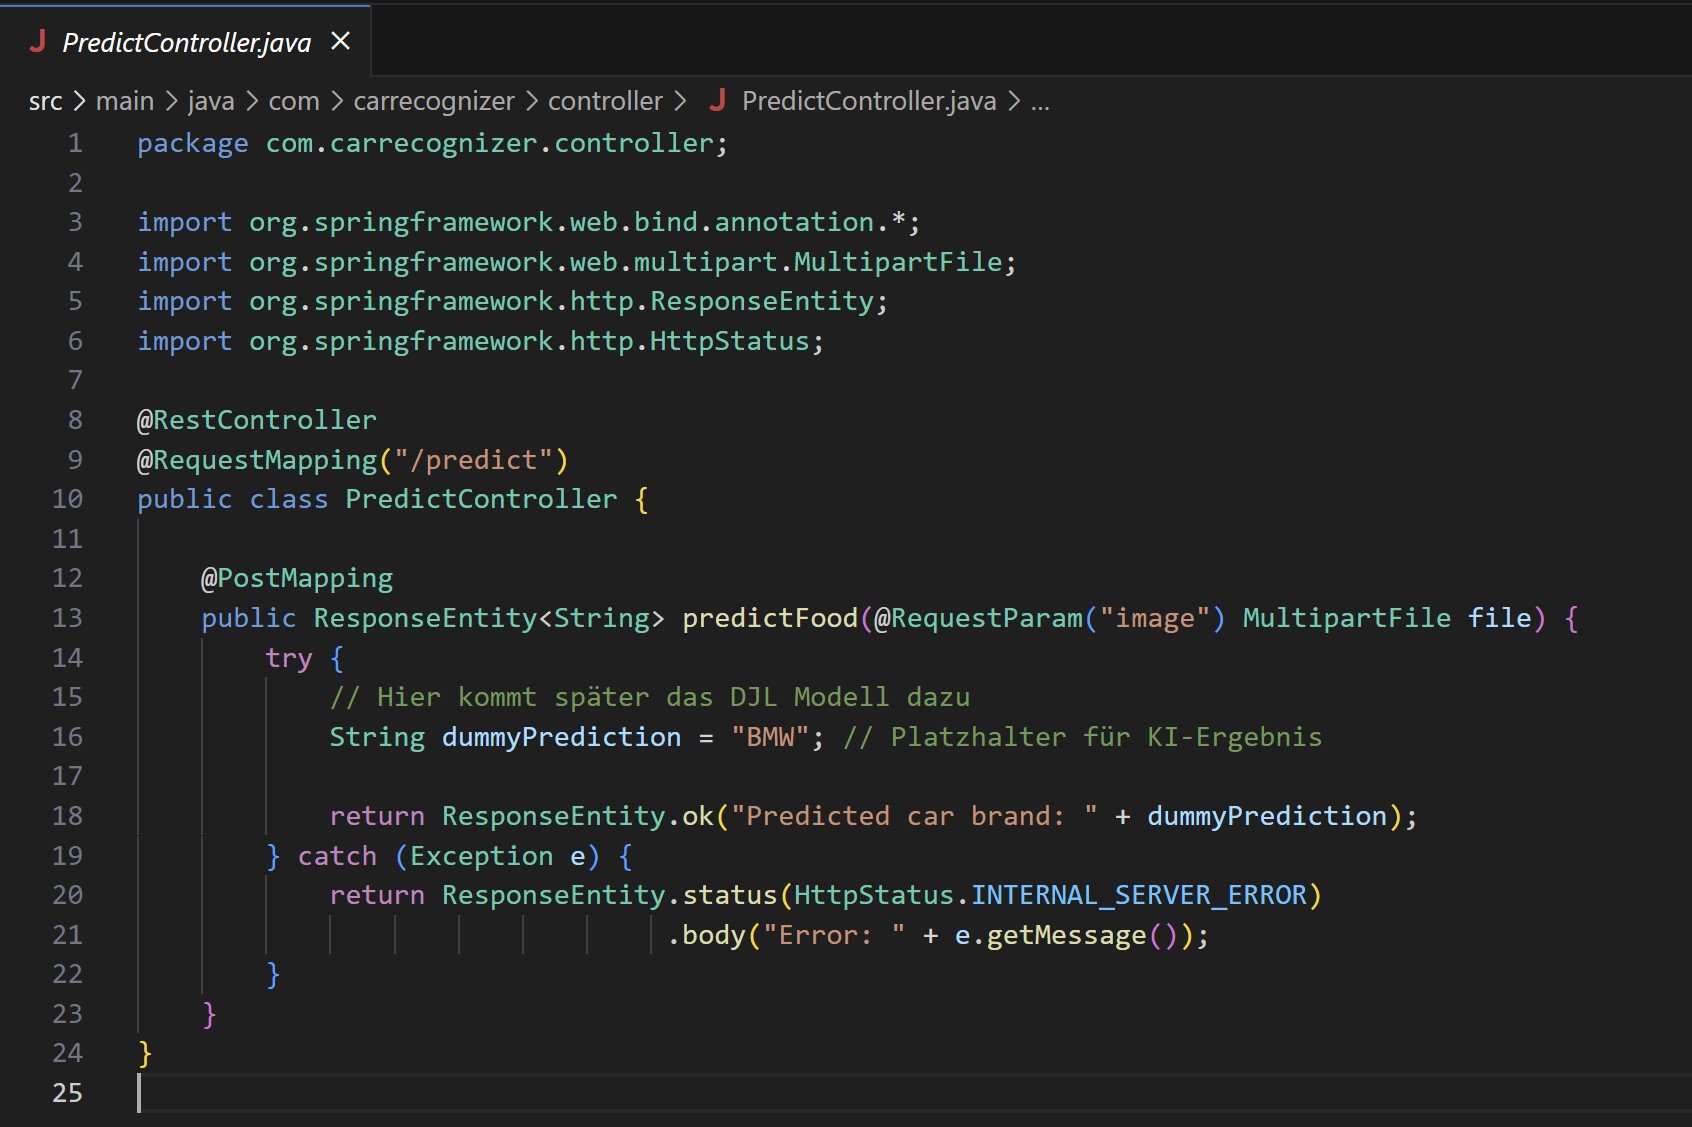 J PredictController.java ×
src > main > java > com > carrecognizer > controller > J PredictController.java > ...
1 package com.carrecognizer.controller;
2
3 import org.springframework.web.bind.annotation.*;
4 import org.springframework.web.multipart.MultipartFile;
5 import org.springframework.http.ResponseEntity;
6 import org.springframework.http.HttpStatus;
7
8 @RestController
9 @RequestMapping("/predict")
10 public class PredictController {
11
12     @PostMapping
13     public ResponseEntity<String> predictFood(@RequestParam("image") MultipartFile file) {
14         try {
15             // Hier kommt später das DJL Modell dazu
16             String dummyPrediction = "BMW"; // Platzhalter für KI-Ergebnis
17
18             return ResponseEntity.ok("Predicted car brand: " + dummyPrediction);
19         } catch (Exception e) {
20             return ResponseEntity.status(HttpStatus.INTERNAL_SERVER_ERROR)
21                                  .body("Error: " + e.getMessage());
22         }
23     }
24 }
25